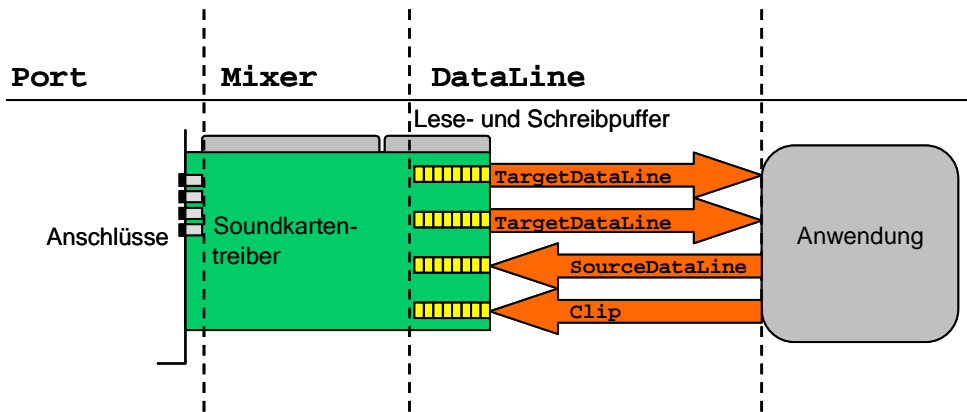 Port
Mixer
DataLine
Lese- und Schreibpuffer
TargetDataLine
TargetDataLine
SourceDataLine
Clip
Anschlüsse
Soundkarten-
treiber
Anwendung